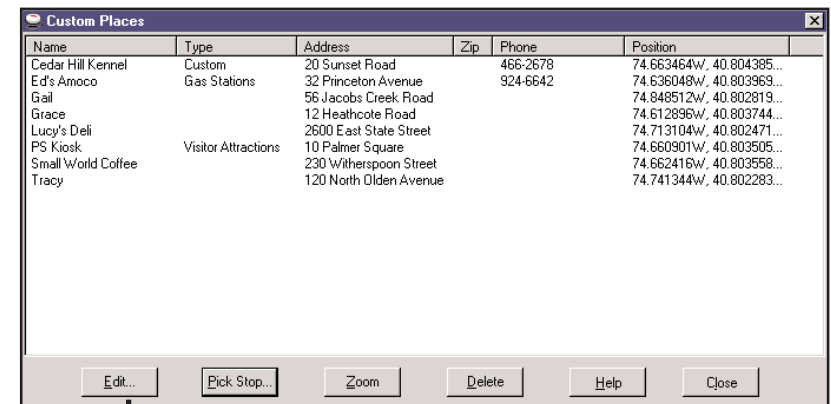 Custom Places
Name Type Address Zip Phone Position
Cedar Hill Kennel Custom 20 Sunset Road 466-2678 74.663464W, 40.804385...
Ed's Amoco Gas Stations 32 Princeton Avenue 924-6642 74.636048W, 40.803969...
Gail 56 Jacobs Creek Road 74.848512W, 40.802819...
Grace 12 Heathcote Road 74.612896W, 40.803744...
Lucy's Deli 2600 East State Street 74.713104W, 40.802471...
PS Kiosk Visitor Attractions 10 Palmer Square 74.660901W, 40.803505...
Small World Coffee 230 Witherspoon Street 74.662416W, 40.803558...
Tracy 120 North Olden Avenue 74.741344W, 40.802283...
Edit... Pick Stop... Zoom Delete Help Close